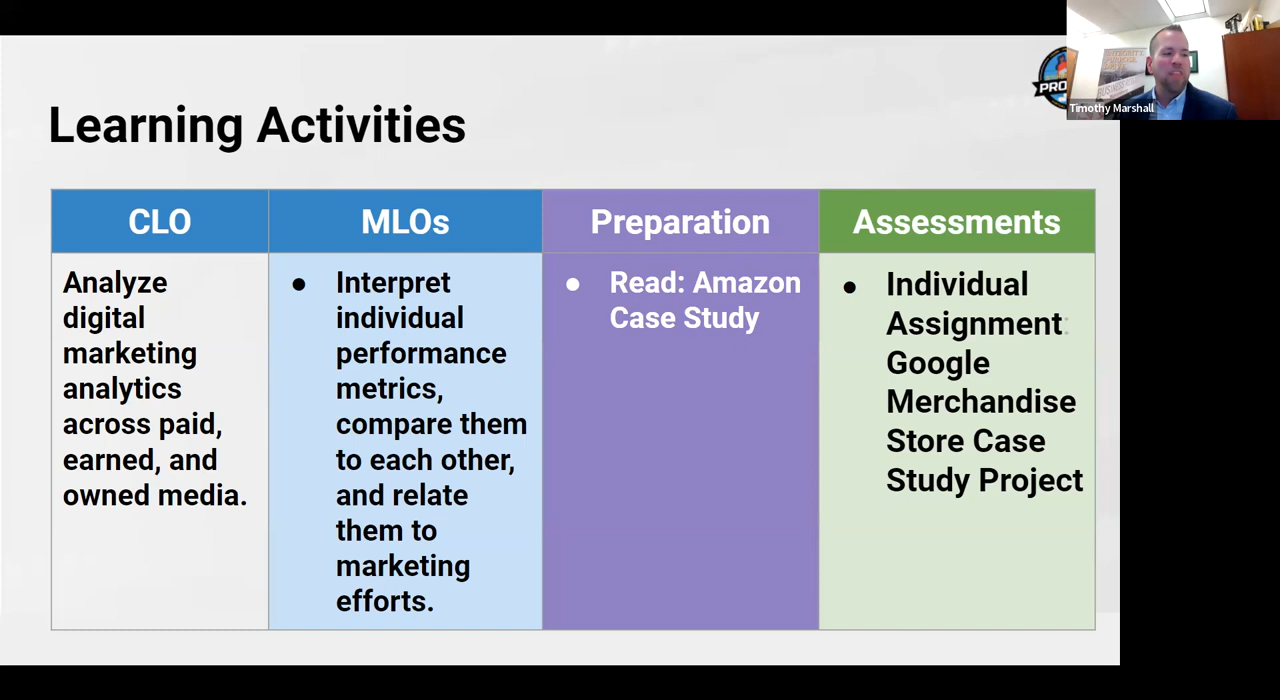 Learning Activities
PRO
Timothy Marshall
CLO
MLOs
Preparation
Assessments
Analyze
digital
marketing
analytics
across paid,
earned, and
owned media.
● Interpret
individual
performance
metrics,
compare them
to each other,
and relate
them to
marketing
efforts.
● Read: Amazon
Case Study
● Individual
Assignment:
Google
Merchandise
Store Case
Study Project